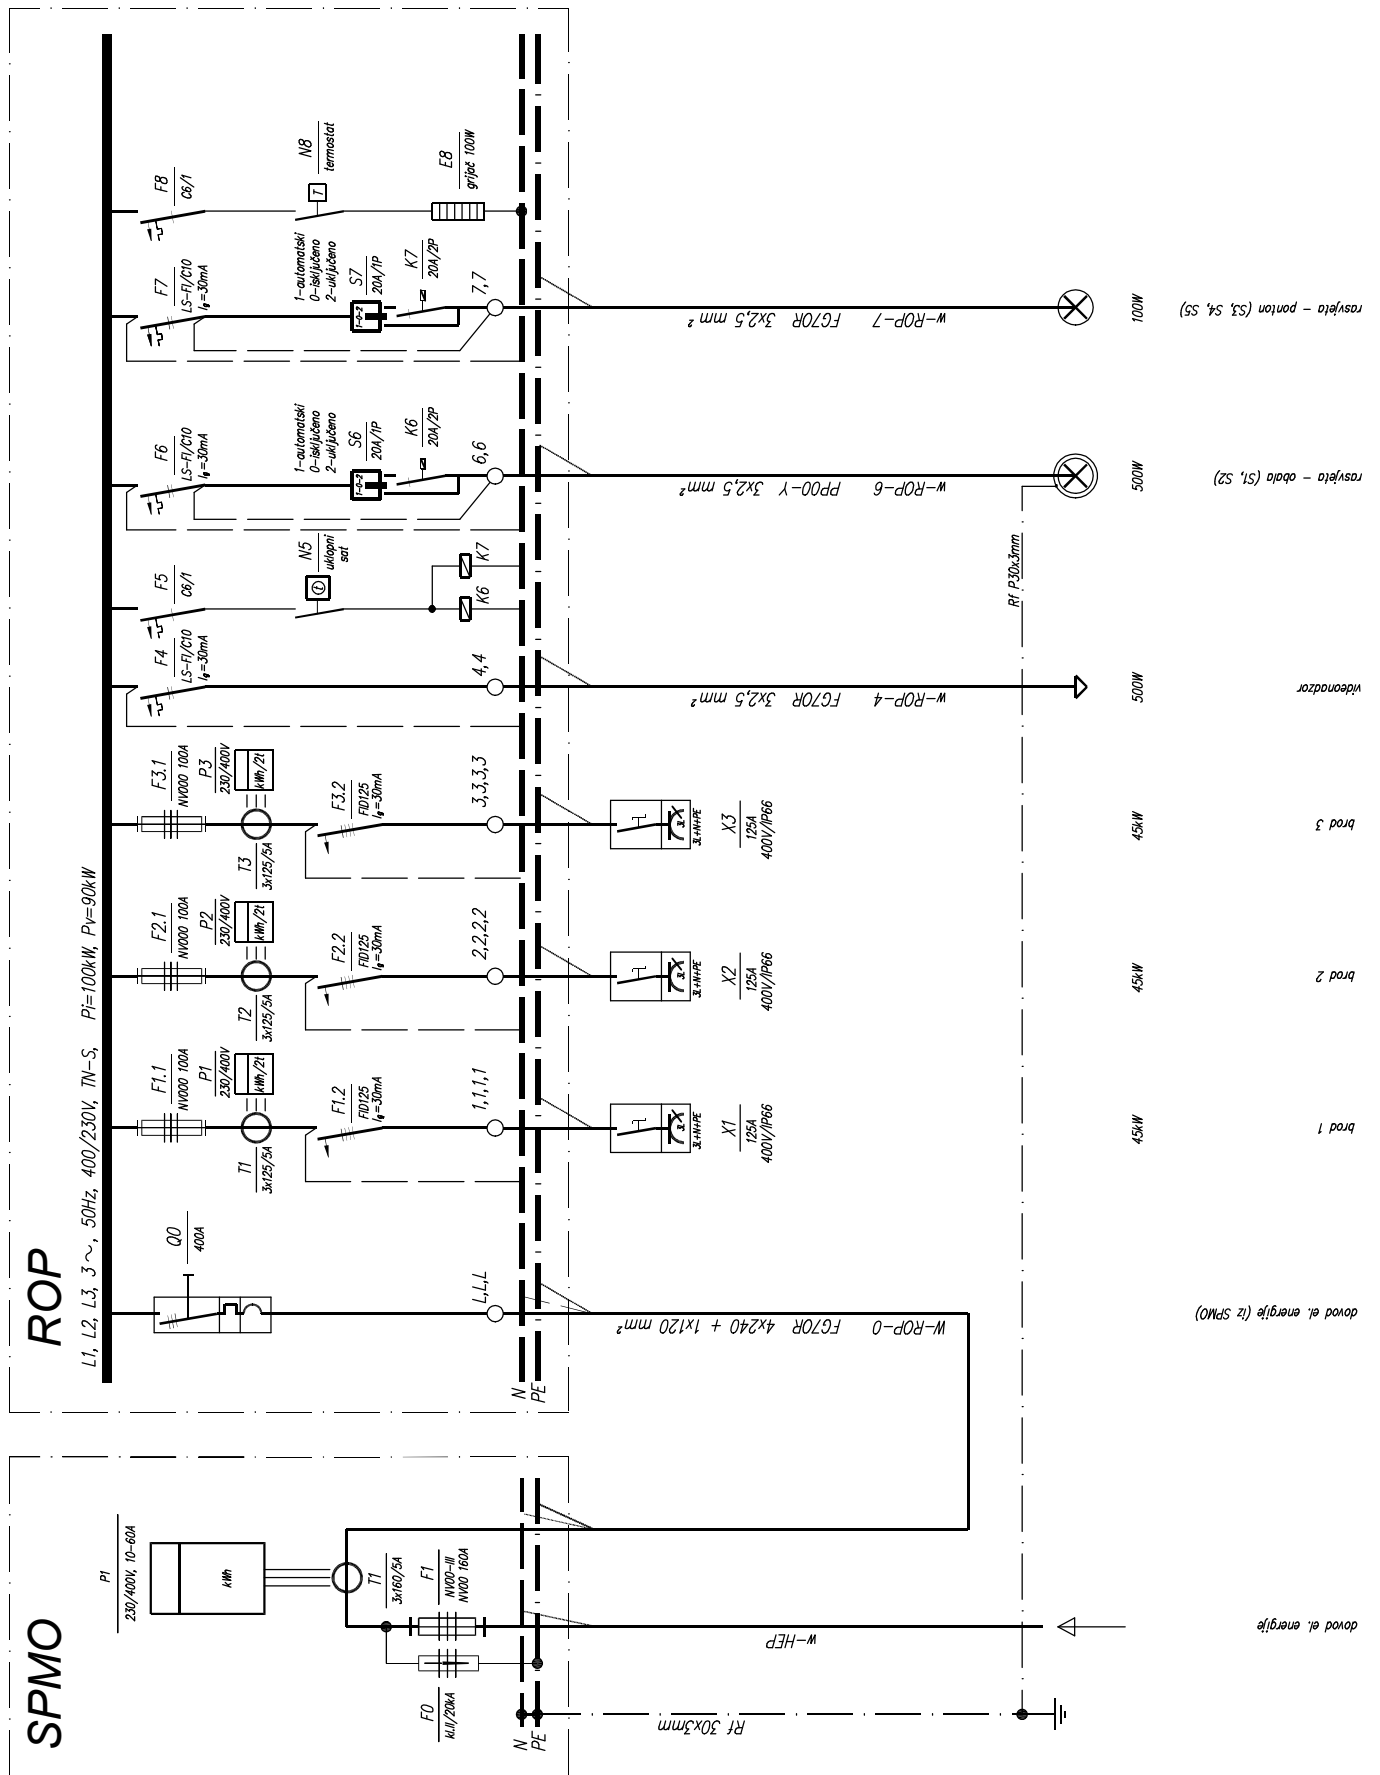 SPMO
P1
230/400V, 10-60A
kWh
T1
3x160/5A
F1
NV00-III
NV00 160A
F0
kl.II/20kA
N
PE
Rf 30x3mm
w-HEP
dovod el. energije
ROP
L1, L2, L3, 3 ~, 50Hz, 400/230V, TN-S, Pi=100kW, Pv=90kW
Q0
400A
L,L,L
N
PE
W-ROP-0 FG7OR 4x240 + 1x120 mm²
dovod el. energije (iz SPMO)
F1.1
NV000 100A
P1
230/400V
kWh/2t
T1
3x125/5A
F1.2
FID125
Ig=30mA
1,1,1,1
3L+N+PE
X1
125A
400V/IP66
45kW
brod 1
F2.1
NV000 100A
P2
230/400V
kWh/2t
T2
3x125/5A
F2.2
FID125
Ig=30mA
2,2,2,2
3L+N+PE
X2
125A
400V/IP66
45kW
brod 2
F3.1
NV000 100A
P3
230/400V
kWh/2t
T3
3x125/5A
F3.2
FID125
Ig=30mA
3,3,3,3
3L+N+PE
X3
125A
400V/IP66
45kW
brod 3
F4
LS-FI/C10
Ig=30mA
4,4
w-ROP-4 FG7OR 3x2,5 mm²
500W
videonadzor
F5
C6/1
N5
uklopni
sat
K6
K7
Rf P30x3mm
F6
LS-FI/C10
Ig=30mA
1-automatski
0-isključeno
2-uključeno
1-0-2
S6
20A/1P
K6
20A/2P
6,6
w-ROP-6 PP00-Y 3x2,5 mm²
500W
rasvjeta - obala (S1, S2)
F7
LS-FI/C10
Ig=30mA
1-automatski
0-isključeno
2-uključeno
1-0-2
S7
20A/1P
K7
20A/2P
7,7
w-ROP-7 FG7OR 3x2,5 mm²
100W
rasvjeta - ponton (S3, S4, S5)
F8
C6/1
N8
termostat
T
E8
grijač 100W